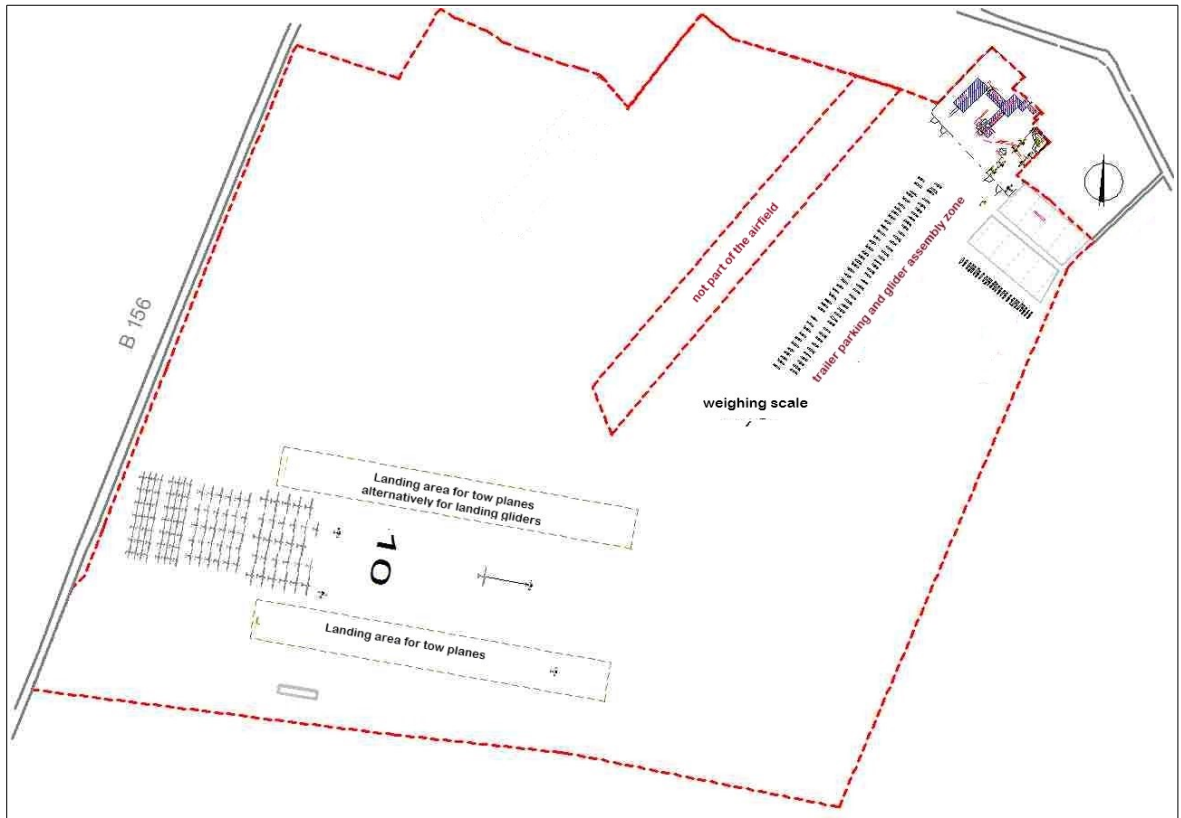 B 156
not part of the airfield
trailer parking and glider assembly zone
weighing scale
Landing area for tow planes
alternatively for landing gliders
10
Landing area for tow planes
L